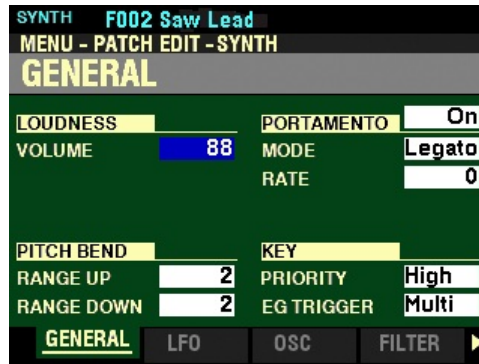 SYNTH F002 Saw Lead
MENU - PATCH EDIT - SYNTH
GENERAL
LOUDNESS
VOLUME 88
PORTAMENTO On
MODE Legato
RATE 0
PITCH BEND
RANGE UP 2
RANGE DOWN 2
KEY
PRIORITY High
EG TRIGGER Multi
GENERAL LFO OSC FILTER